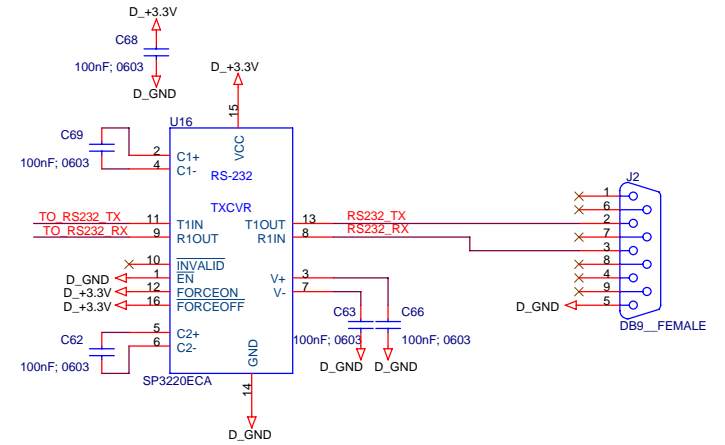 D_+3.3V
C68
100nF; 0603
D_GND
D_+3.3V
15
U16
VCC
C69
100nF; 0603
2
C1+
4
C1-
RS-232
TXCVR
TO_RS232_TX
11
T1IN
T1OUT
13
RS232_TX
TO_RS232_RX
9
R1OUT
R1IN
8
RS232_RX
10
INVALID
D_GND
1
EN
D_+3.3V
12
FORCEON
D_+3.3V
16
FORCEOFF
V+
3
V-
7
C63
100nF; 0603
D_GND
C66
100nF; 0603
D_GND
C62
100nF; 0603
5
C2+
6
C2-
GND
14
SP3220ECA
D_GND
J2
1
6
2
7
3
8
4
9
5
D_GND
DB9__FEMALE